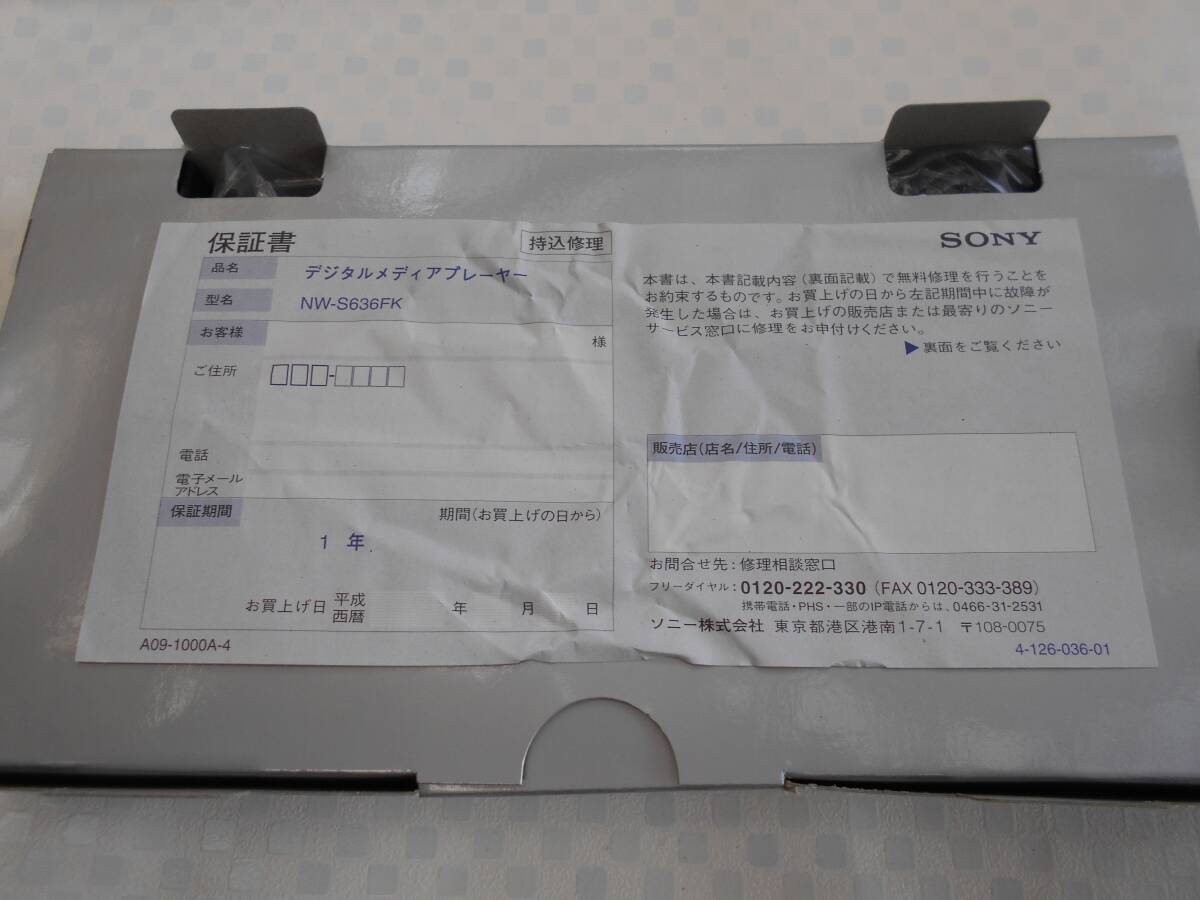 保証書
持込修理
品名 デジタルメディアプレーヤー
型名 NW-S636FK
お客様
様
ご住所
電話
電子メール
アドレス
保証期間
期間(お買上げの日から)
1 年
お買上げ日 平成 西暦 年 月 日
A09-1000A-4
SONY
本書は、本書記載内容(裏面記載)で無料修理を行うことを
お約束するものです。お買上げの日から左記期間中に故障が
発生した場合は、お買上げの販売店または最寄りのソニー
サービス窓口に修理をお申付けください。
▶裏面をご覧ください
販売店(店名/住所/電話)
お問合せ先:修理相談窓口
フリーダイヤル:0120-222-330 (FAX 0120-333-389)
携帯電話・PHS・一部のIP電話からは、0466-31-2531
ソニー株式会社 東京都港区港南1-7-1 〒108-0075
4-126-036-01